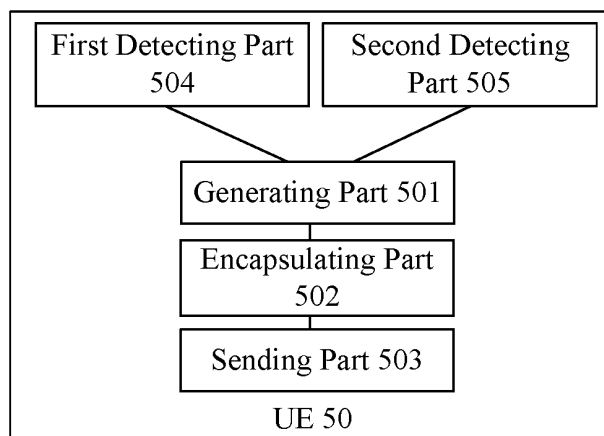 First Detecting Part
504
Second Detecting
Part 505
Generating Part 501
Encapsulating Part
502
Sending Part 503
UE 50